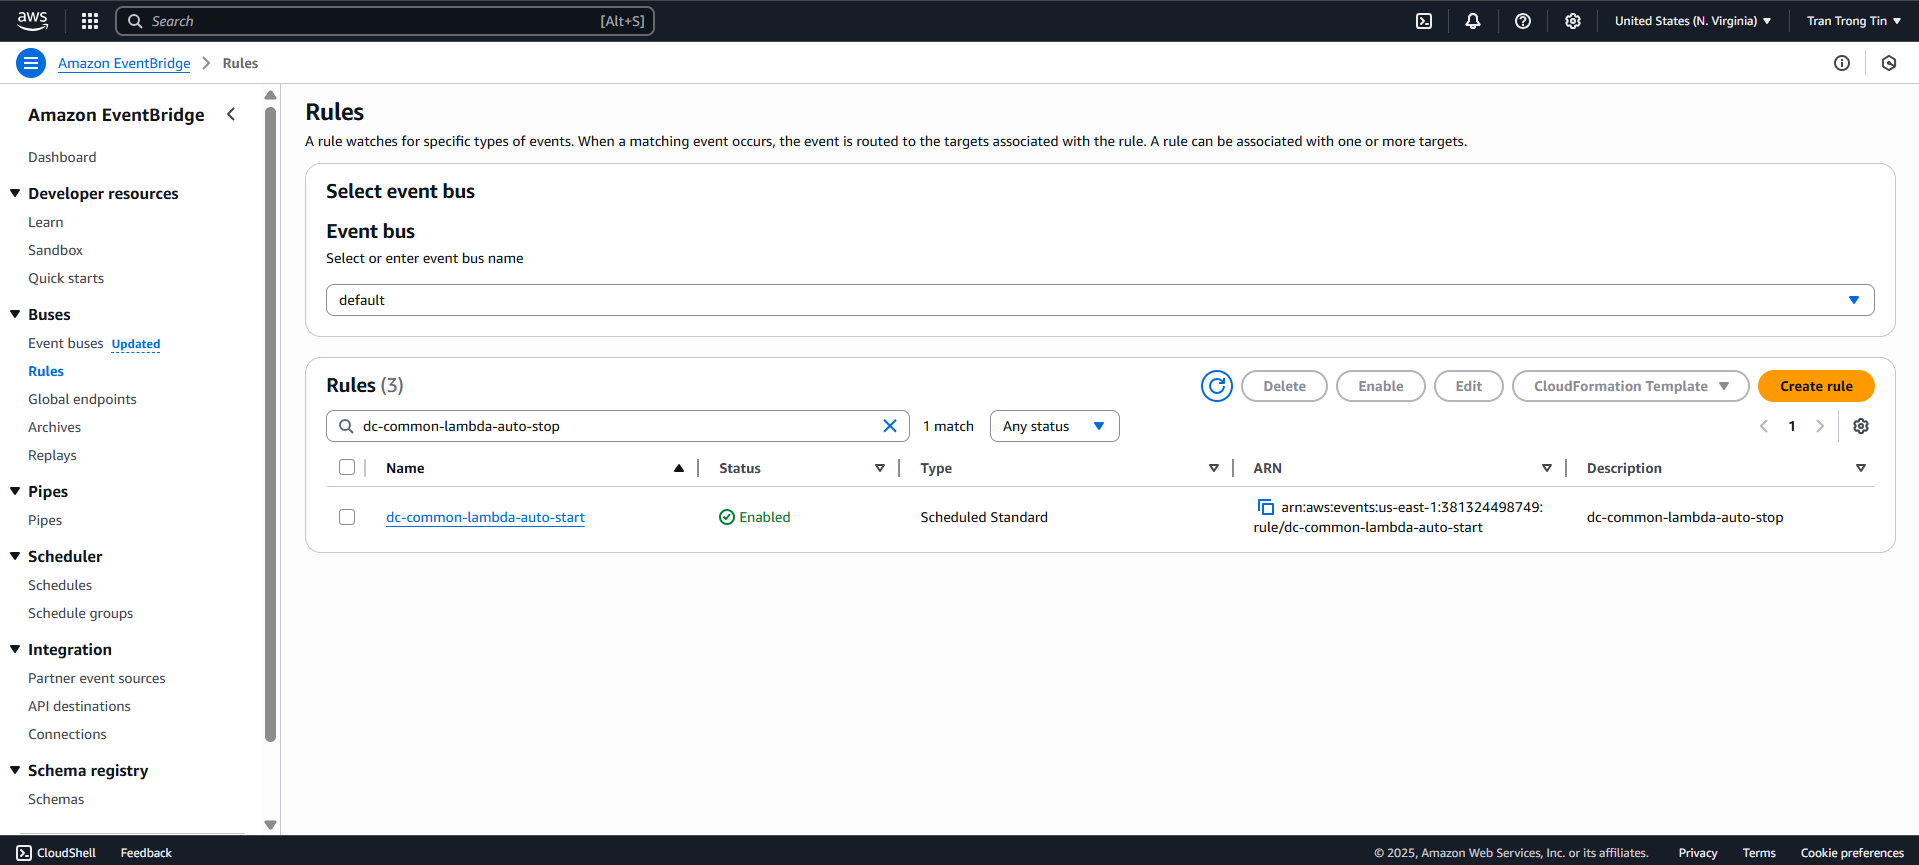 aws
Search
[Alt+S]
United States (N. Virginia)
Tran Trong Tin
Amazon EventBridge
Rules
Amazon EventBridge
Dashboard
Developer resources
Learn
Sandbox
Quick starts
Buses
Event buses Updated
Rules
Global endpoints
Archives
Replays
Pipes
Pipes
Scheduler
Schedules
Schedule groups
Integration
Partner event sources
API destinations
Connections
Schema registry
Schemas
Rules
A rule watches for specific types of events. When a matching event occurs, the event is routed to the targets associated with the rule. A rule can be associated with one or more targets.
Select event bus
Event bus
Select or enter event bus name
default
Rules (3)
Delete
Enable
Edit
CloudFormation Template
Create rule
dc-common-lambda-auto-stop
1 match
Any status
1
Name
Status
Type
ARN
Description
dc-common-lambda-auto-start
Enabled
Scheduled Standard
arn:aws:events:us-east-1:381324498749:
rule/dc-common-lambda-auto-start
dc-common-lambda-auto-stop
CloudShell
Feedback
© 2025, Amazon Web Services, Inc. or its affiliates.
Privacy
Terms
Cookie preferences